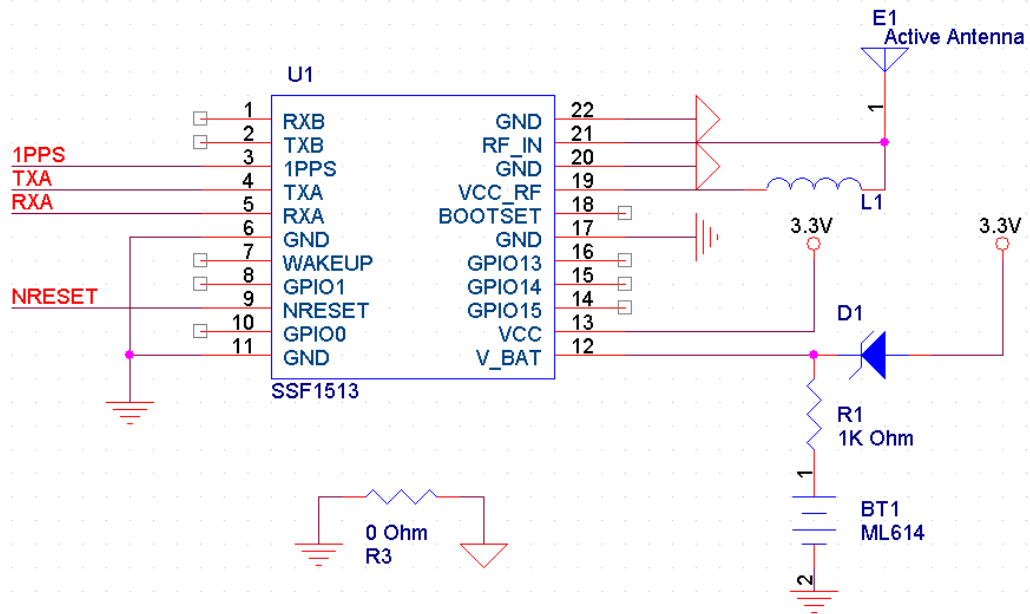 E1
Active Antenna
1
U1
1 RXB
2 TXB
1PPS 3 1PPS
TXA 4 TXA
RXA 5 RXA
6 GND
7 WAKEUP
8 GPIO1
NRESET 9 NRESET
10 GPIO0
11 GND
GND 22
RF_IN 21
GND 20
VCC_RF 19
BOOTSET 18
GND 17
GPIO13 16
GPIO14 15
GPIO15 14
VCC 13
V_BAT 12
SSF1513
L1
3.3V
3.3V
D1
R1
1K Ohm
1
BT1
ML614
2
0 Ohm
R3